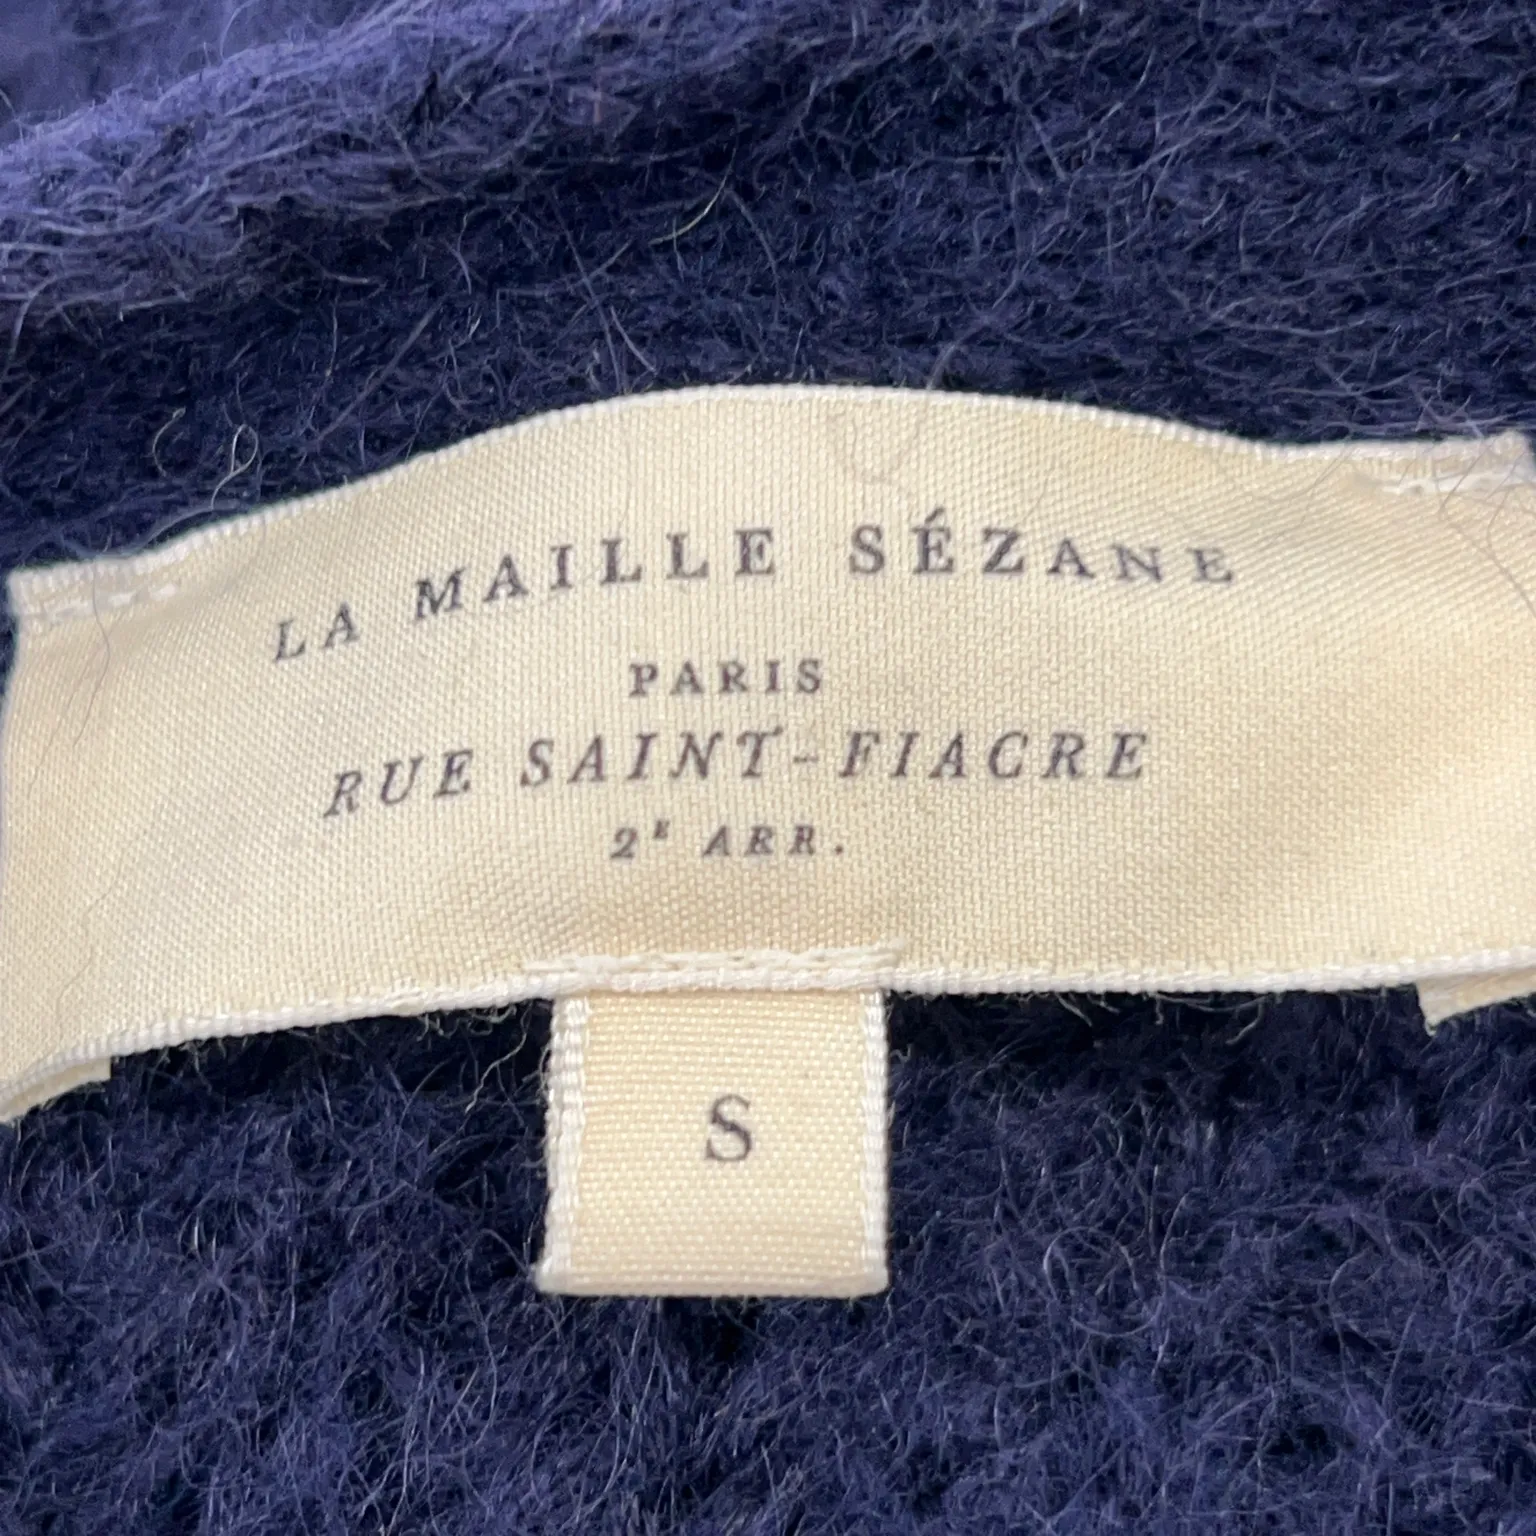 LA MAILLE SÉZANE
PARIS
RUE SAINT-FIACRE
2E ARR.
S